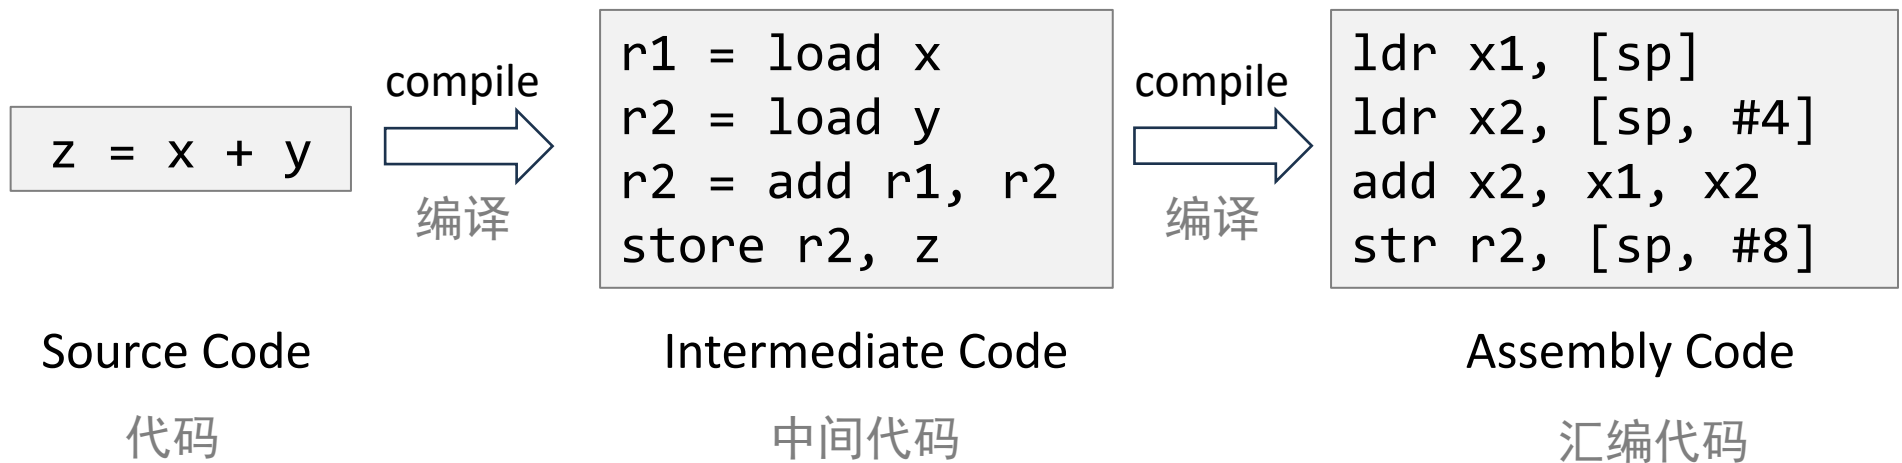 z = x + y
compile
编译
r1 = load x
r2 = load y
r2 = add r1, r2
store r2, z
compile
编译
ldr x1, [sp]
ldr x2, [sp, #4]
add x2, x1, x2
str r2, [sp, #8]
Source Code
代码
Intermediate Code
中间代码
Assembly Code
汇编代码